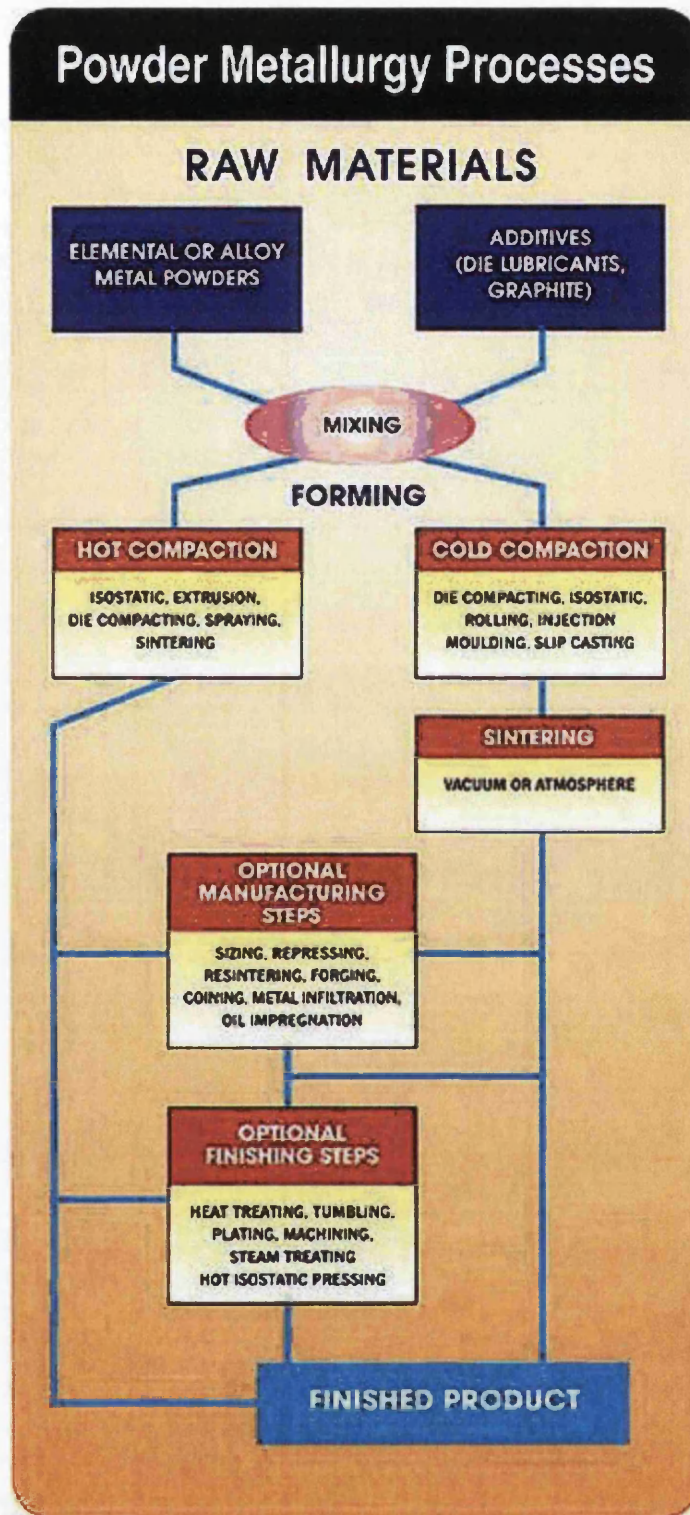 Powder Metallurgy Processes
RAW MATERIALS
ELEMENTAL OR ALLOY
METAL POWDERS
ADDITIVES
(DIE LUBRICANTS,
GRAPHITE)
MIXING
FORMING
HOT COMPACTION
ISOSTATIC, EXTRUSION,
DIE COMPACTING, SPRAYING,
SINTERING
COLD COMPACTION
DIE COMPACTING, ISOSTATIC,
ROLLING, INJECTION
MOULDING, SLIP CASTING
SINTERING
VACUUM OR ATMOSPHERE
OPTIONAL
MANUFACTURING
STEPS
SIZING, REPRESSING,
RESINTERING, FORGING,
COINING, METAL INFILTRATION,
OIL IMPREGNATION
OPTIONAL
FINISHING STEPS
HEAT TREATING, TUMBLING,
PLATING, MACHINING,
STEAM TREATING
HOT ISOSTATIC PRESSING
FINISHED PRODUCT